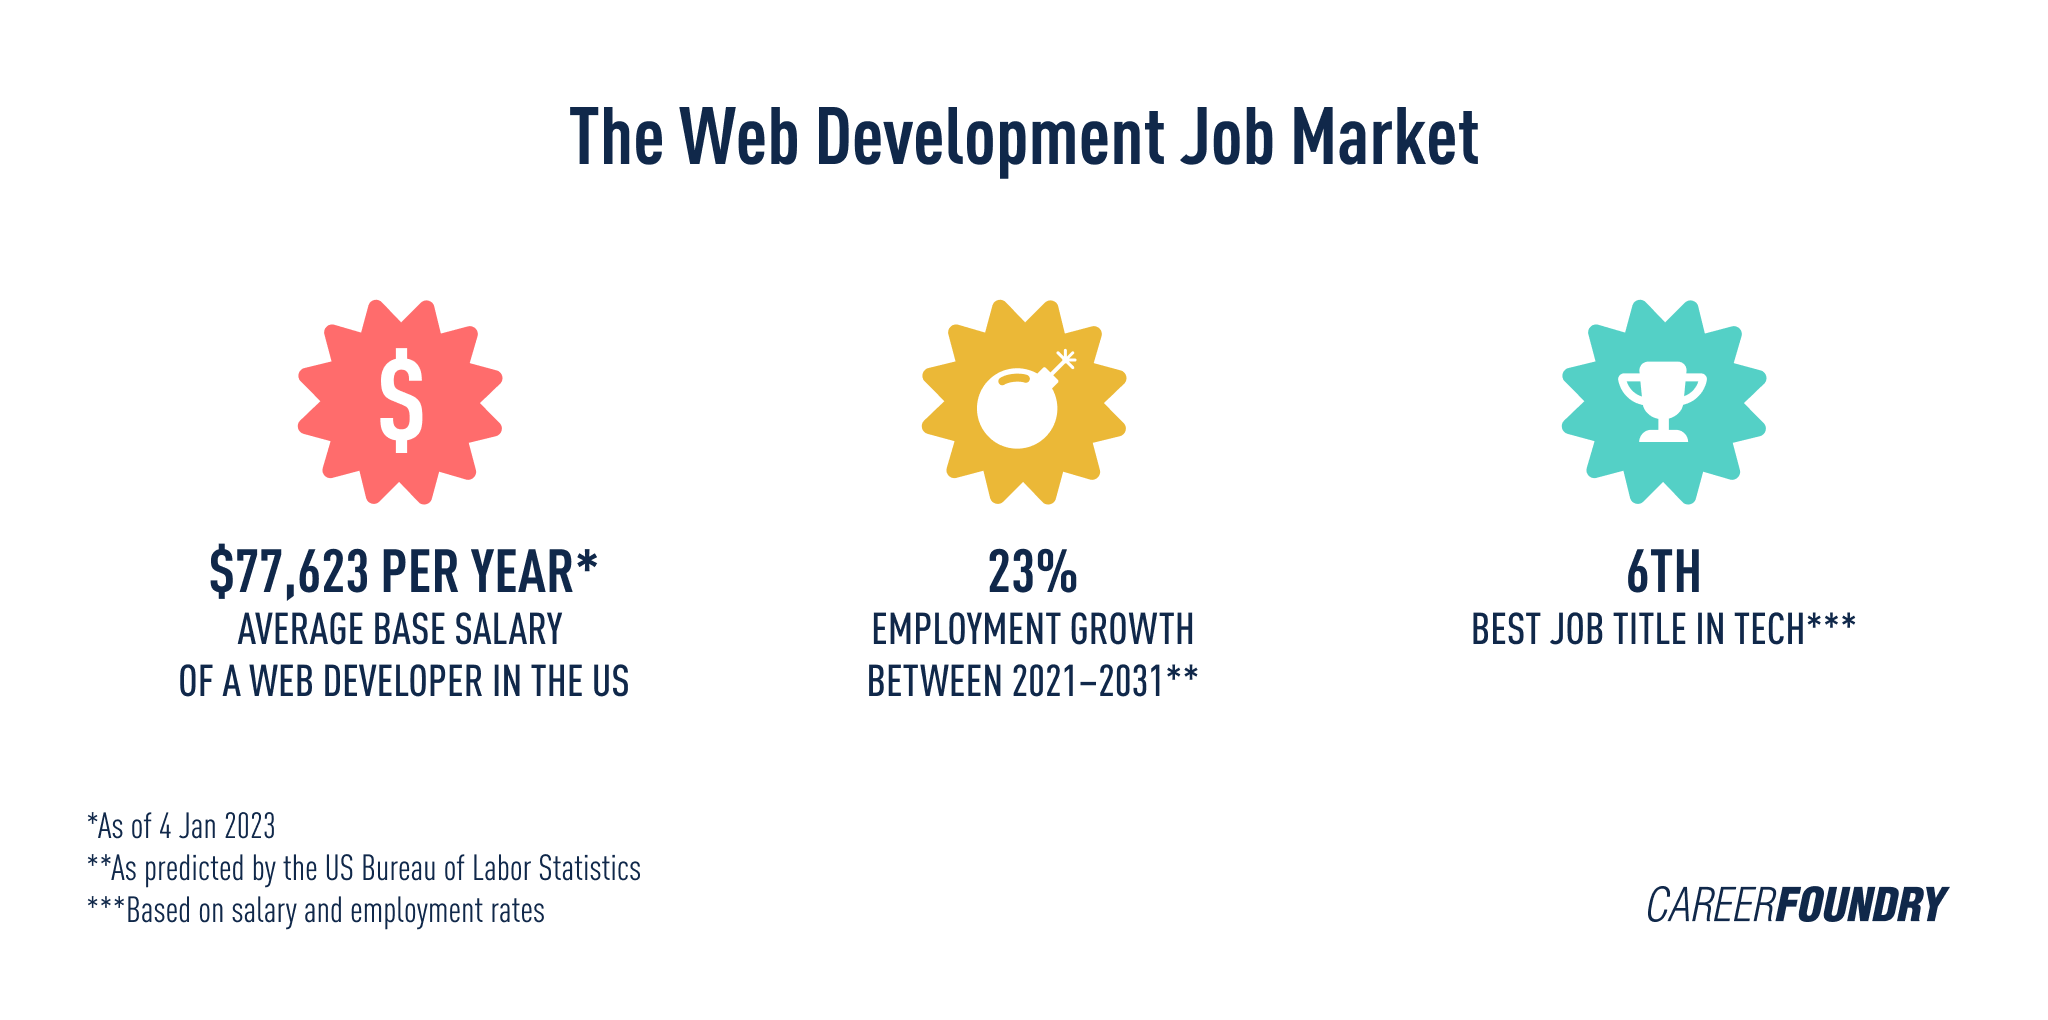 The Web Development Job Market
$
$77,623 PER YEAR*
AVERAGE BASE SALARY
OF A WEB DEVELOPER IN THE US
23%
EMPLOYMENT GROWTH
BETWEEN 2021–2031**
6TH
BEST JOB TITLE IN TECH***
*As of 4 Jan 2023
**As predicted by the US Bureau of Labor Statistics
***Based on salary and employment rates
CAREERFOUNDRY